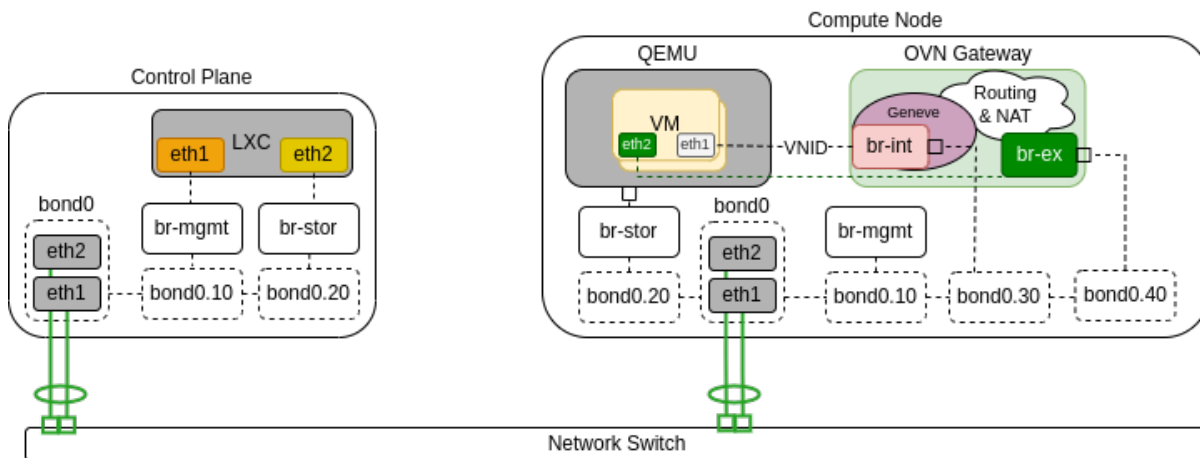 Control Plane
LXC
eth1
eth2
bond0
eth2
eth1
br-mgmt
br-stor
bond0.10
bond0.20
Compute Node
QEMU
OVN Gateway
VM
eth2
eth1
VNID
Geneve
Routing
& NAT
br-int
br-ex
br-stor
bond0
br-mgmt
eth2
eth1
bond0.20
bond0.10
bond0.30
bond0.40
Network Switch